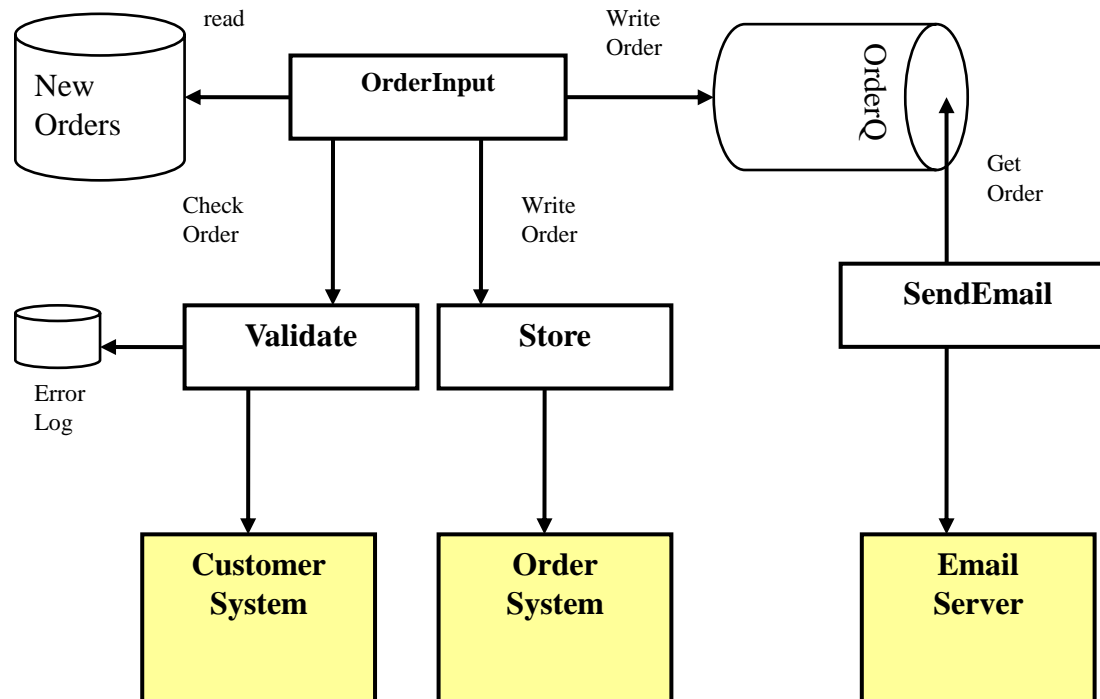 read
Write
Order
New
Orders
OrderInput
OrderQ
Get
Order
Check
Order
Write
Order
SendEmail
Validate
Store
Error
Log
Customer
System
Order
System
Email
Server